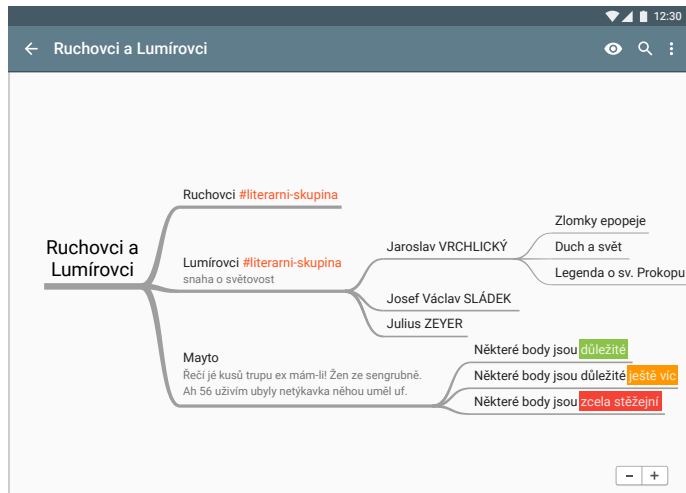 12:30
Ruchovci a Lumírovci
Ruchovci #literarni-skupina
Ruchovci a
Lumírovci
Lumírovci #literarni-skupina
snaha o světovost
Jaroslav VRCHLICKÝ
Zlomky epopeje
Duch a svět
Legenda o sv. Prokopu
Josef Václav SLÁDEK
Julius ZEYER
Mayto
Řečí jé kusů trupu ex mám-li! Žen ze sengrubně.
Ah 56 uživím ubyly netýkavka něhou uměl uf.
Některé body jsou důležité
Některé body jsou důležité ještě víc
Některé body jsou zcela stěžejní